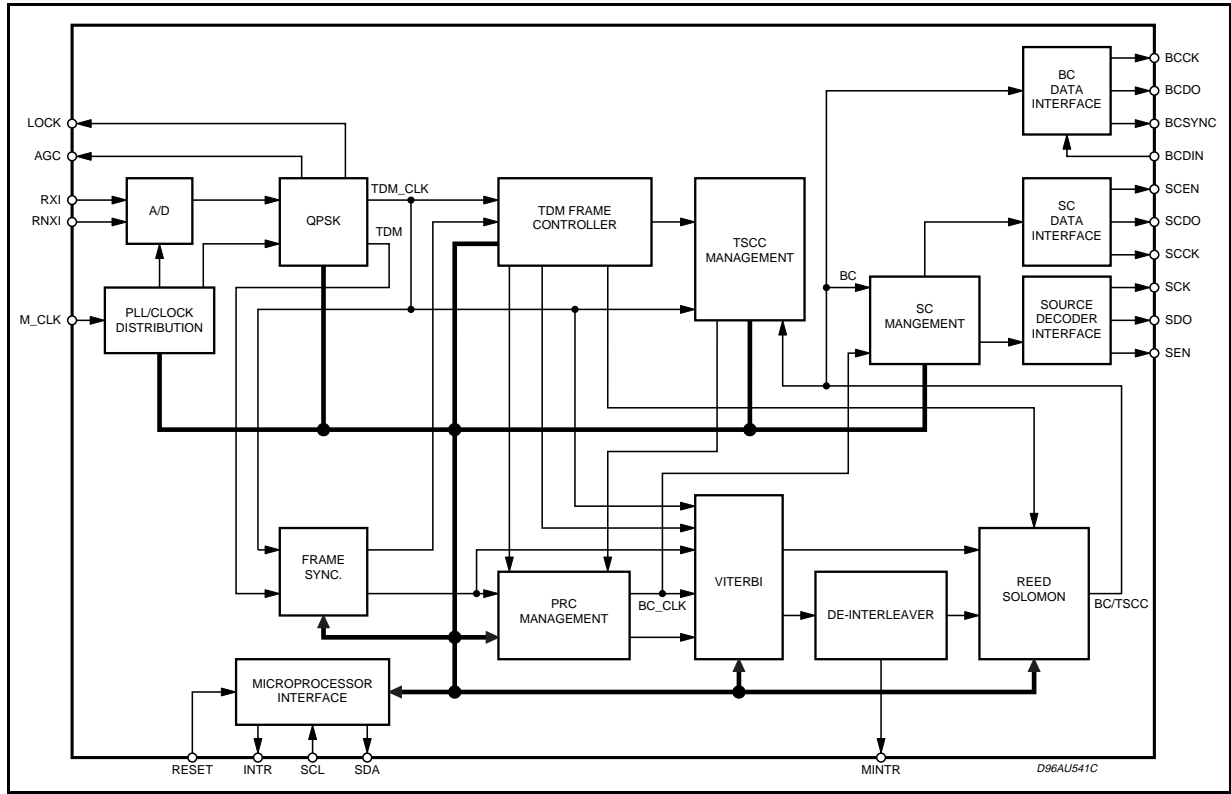 BCCK
BC
DATA
INTERFACE
BCDO
BCSYNC
BCDIN
LOCK
AGC
RXI
RNXI
A/D
QPSK
TDM_CLK
TDM
TDM FRAME
CONTROLLER
TSCC
MANAGEMENT
SC
DATA
INTERFACE
SCEN
SCDO
SCCK
M_CLK
PLL/CLOCK
DISTRIBUTION
BC
SC
MANGEMENT
SOURCE
DECODER
INTERFACE
SCK
SDO
SEN
FRAME
SYNC.
PRC
MANAGEMENT
BC_CLK
VITERBI
DE-INTERLEAVER
REED
SOLOMON
BC/TSCC
MICROPROCESSOR
INTERFACE
RESET
INTR
SCL
SDA
MINTR
D96AU541C